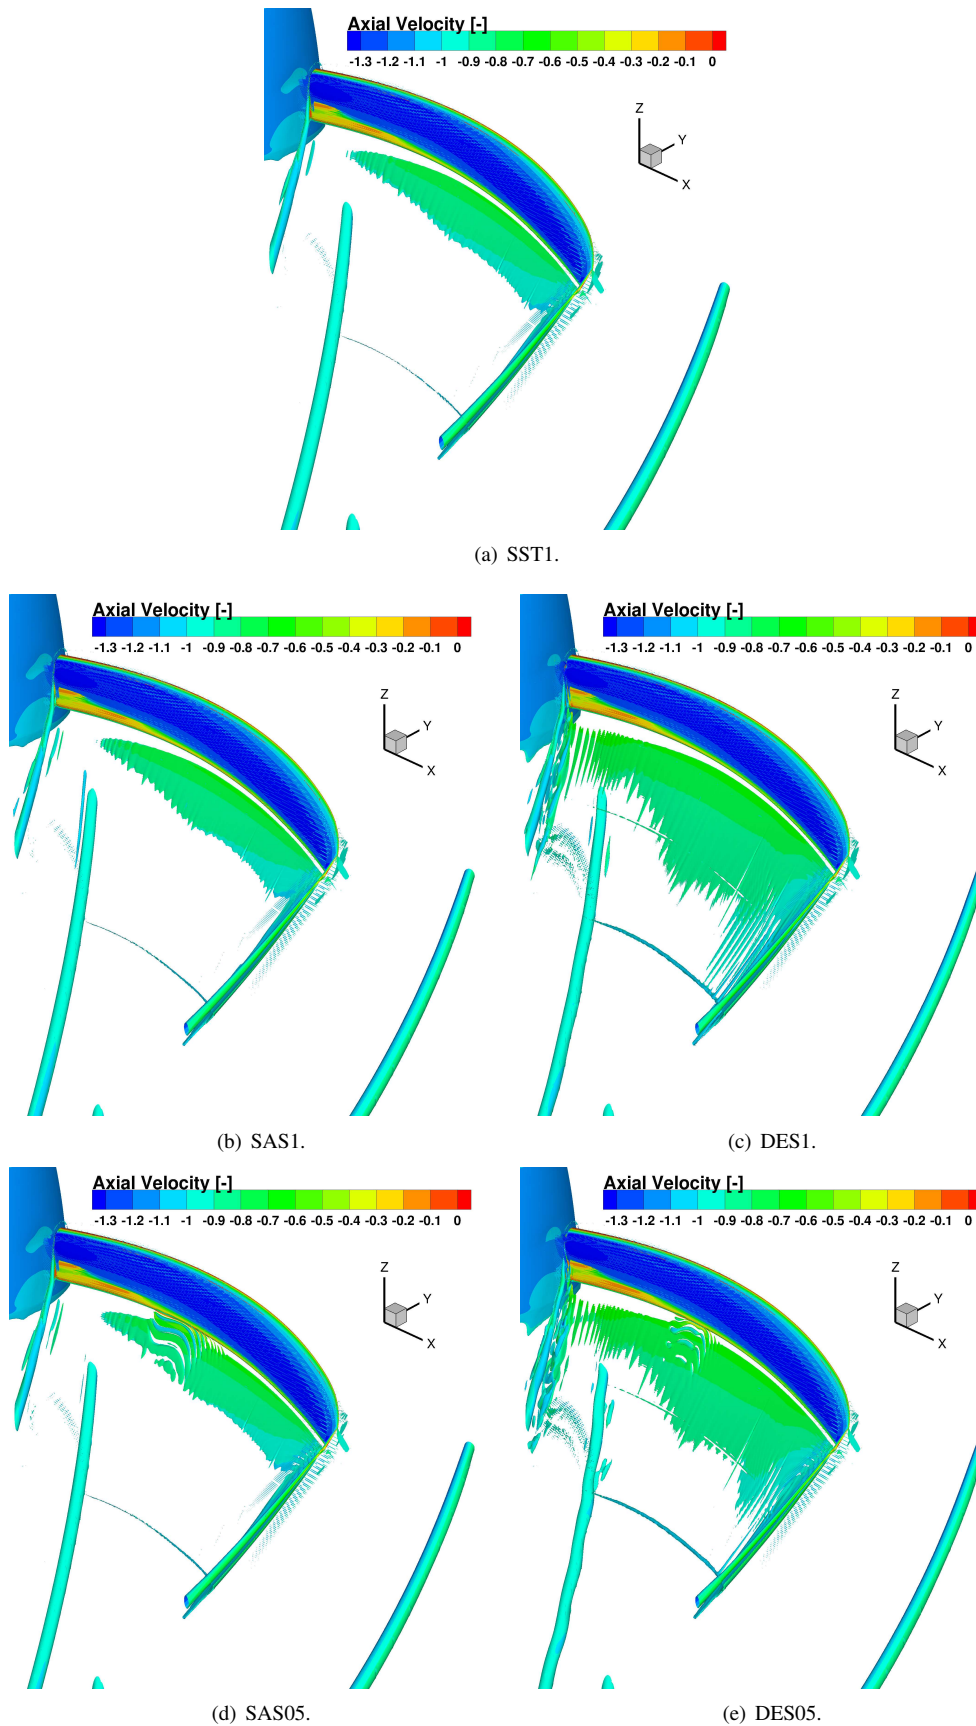 Axial Velocity [-]
-1.3 -1.2 -1.1 -1 -0.9 -0.8 -0.7 -0.6 -0.5 -0.4 -0.3 -0.2 -0.1 0
Z
Y
X
(a) SST1.
Axial Velocity [-]
-1.3 -1.2 -1.1 -1 -0.9 -0.8 -0.7 -0.6 -0.5 -0.4 -0.3 -0.2 -0.1 0
Z
Y
X
(b) SAS1.
Axial Velocity [-]
-1.3 -1.2 -1.1 -1 -0.9 -0.8 -0.7 -0.6 -0.5 -0.4 -0.3 -0.2 -0.1 0
Z
Y
X
(c) DES1.
Axial Velocity [-]
-1.3 -1.2 -1.1 -1 -0.9 -0.8 -0.7 -0.6 -0.5 -0.4 -0.3 -0.2 -0.1 0
Z
Y
X
(d) SAS05.
Axial Velocity [-]
-1.3 -1.2 -1.1 -1 -0.9 -0.8 -0.7 -0.6 -0.5 -0.4 -0.3 -0.2 -0.1 0
Z
Y
X
(e) DES05.